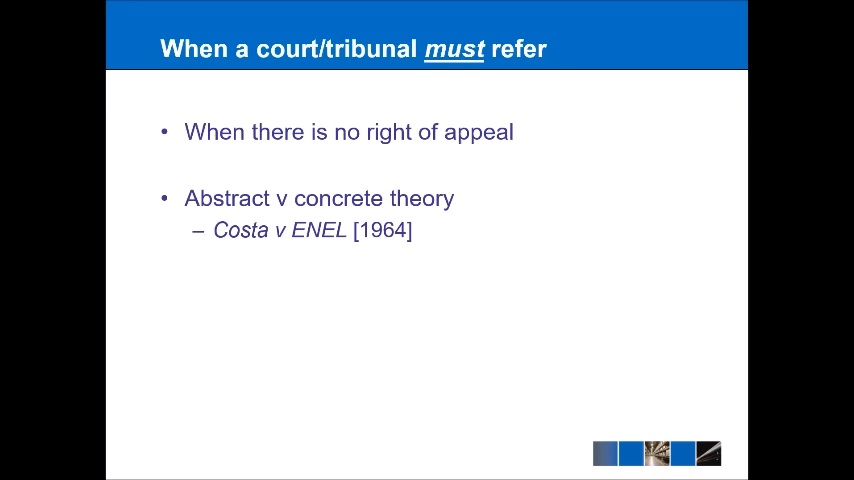 When a court/tribunal must refer
• When there is no right of appeal
• Abstract v concrete theory
– Costa v ENEL [1964]